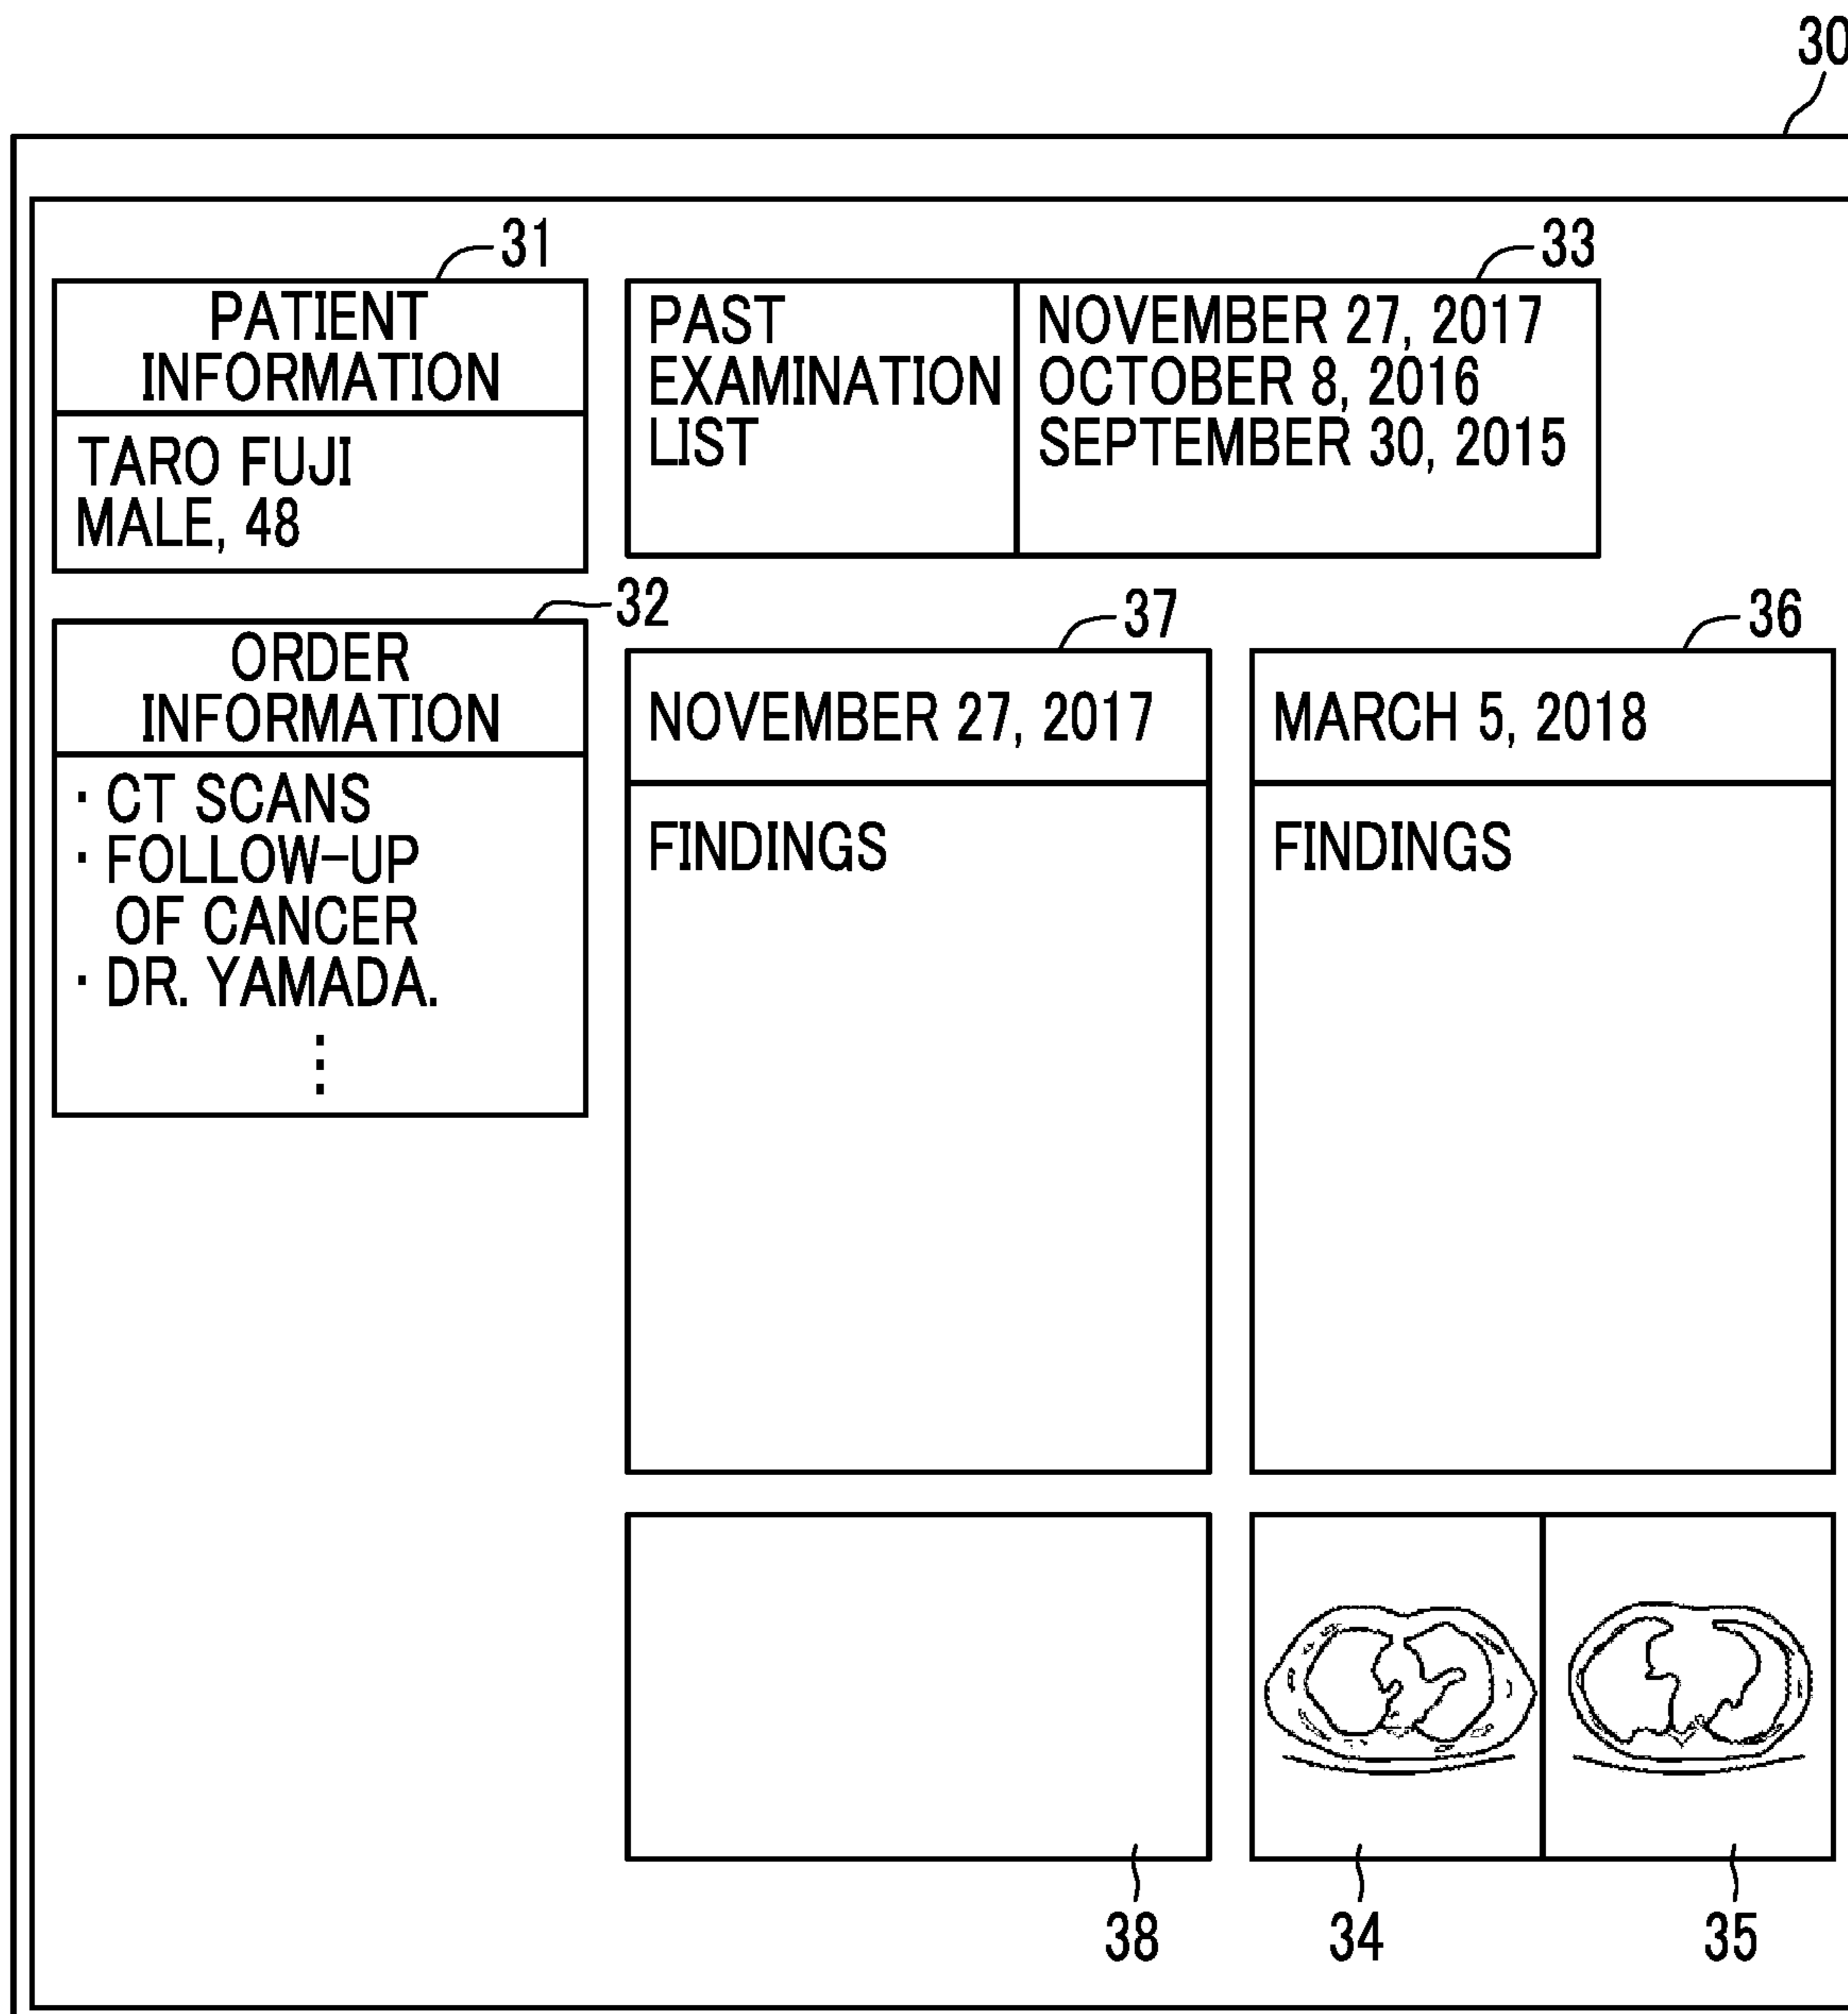 30
31
PATIENT
INFORMATION
TARO FUJI
MALE, 48
33
PAST
EXAMINATION
LIST
NOVEMBER 27, 2017
OCTOBER 8, 2016
SEPTEMBER 30, 2015
32
ORDER
INFORMATION
· CT SCANS
· FOLLOW-UP
OF CANCER
· DR. YAMADA.
⋮
37
NOVEMBER 27, 2017
FINDINGS
36
MARCH 5, 2018
FINDINGS
38
34
35